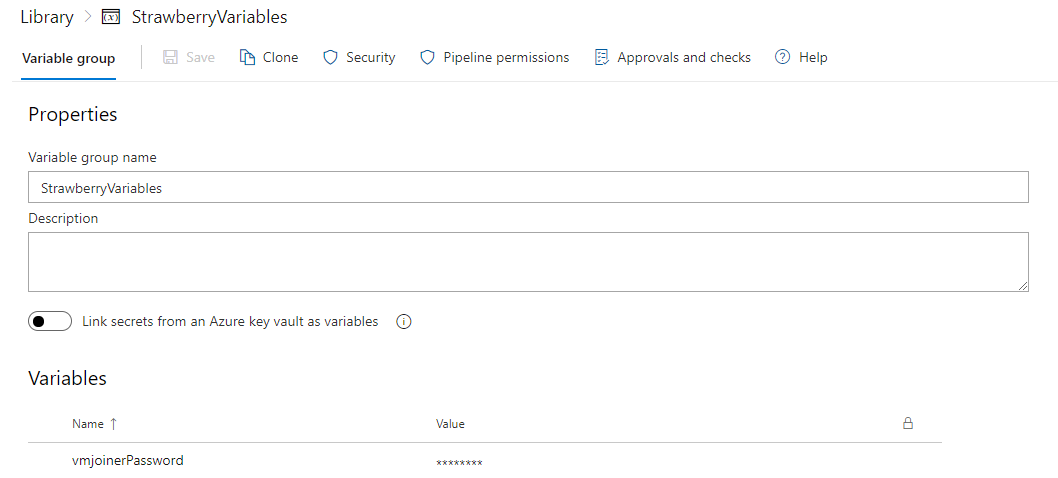 Library > StrawberryVariables
Variable group Save Clone Security Pipeline permissions Approvals and checks Help
Properties
Variable group name
StrawberryVariables
Description
Link secrets from an Azure key vault as variables
Variables
Name ↑ Value
vmjoinerPassword ********